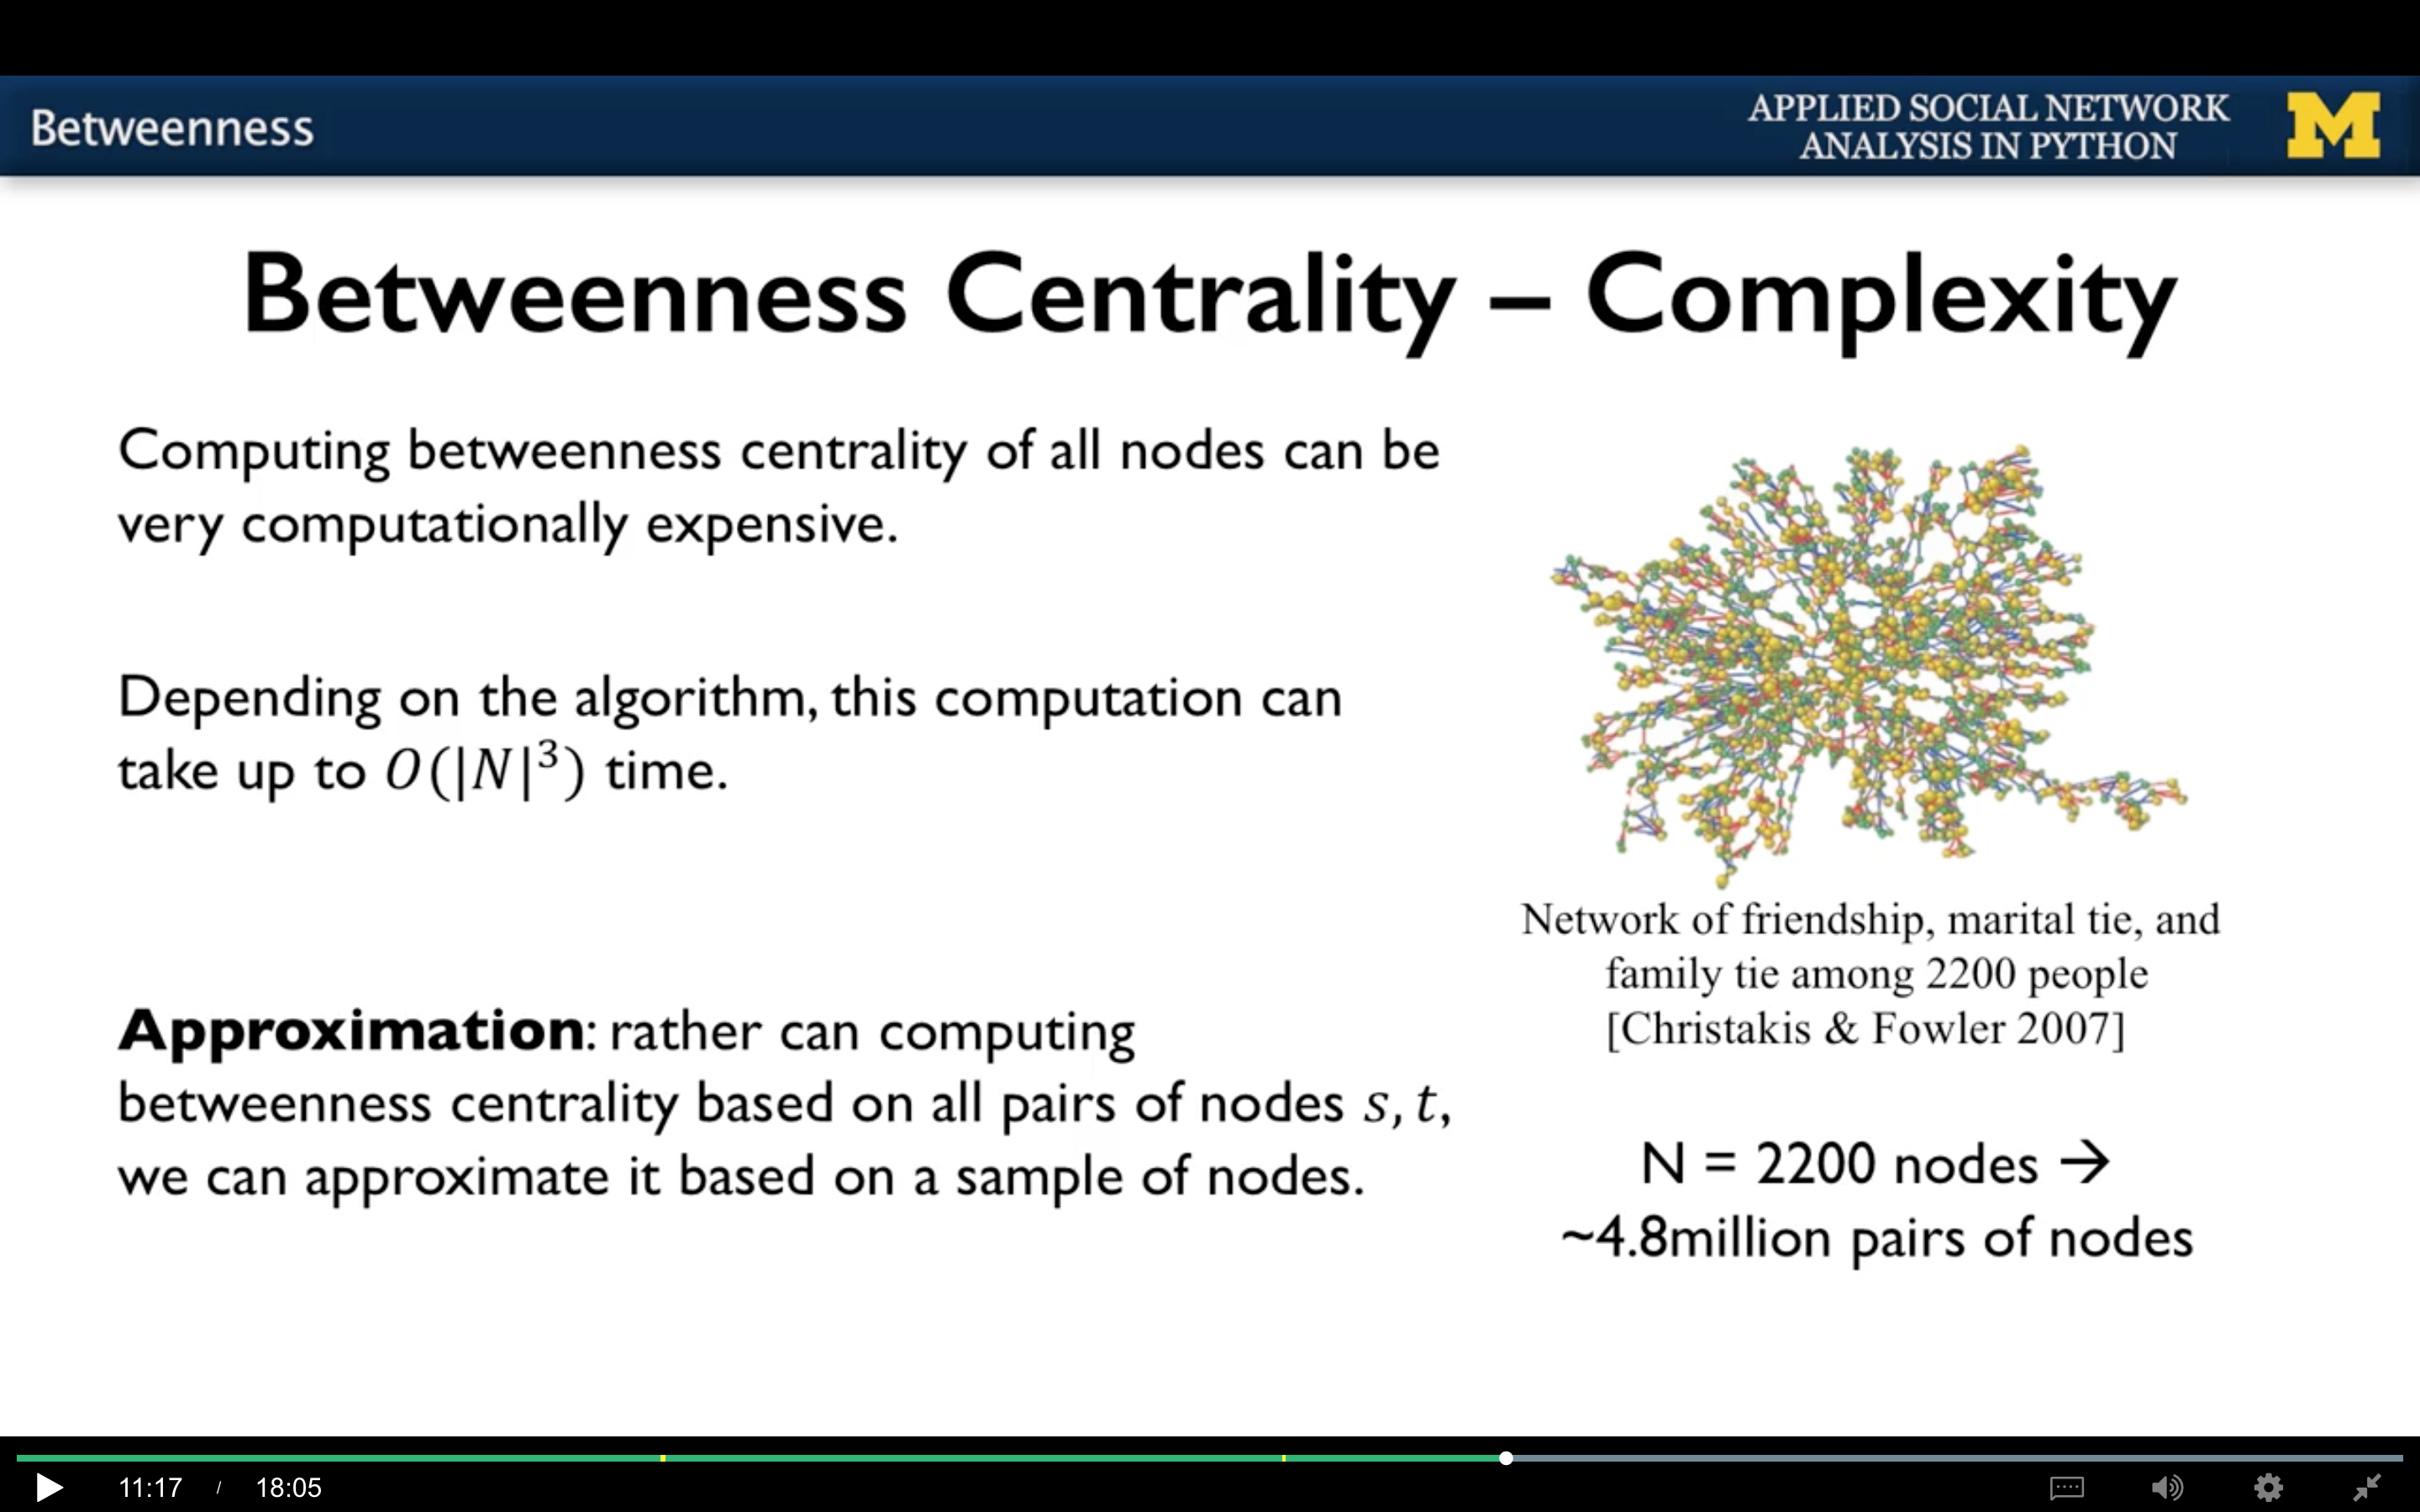 Betweenness
APPLIED SOCIAL NETWORK
ANALYSIS IN PYTHON
M
Betweenness Centrality – Complexity
Computing betweenness centrality of all nodes can be
very computationally expensive.
Depending on the algorithm, this computation can
take up to O(|N|³) time.
Approximation: rather can computing
betweenness centrality based on all pairs of nodes s, t,
we can approximate it based on a sample of nodes.
Network of friendship, marital tie, and
family tie among 2200 people
[Christakis & Fowler 2007]
N = 2200 nodes →
~4.8million pairs of nodes
11:17 / 18:05